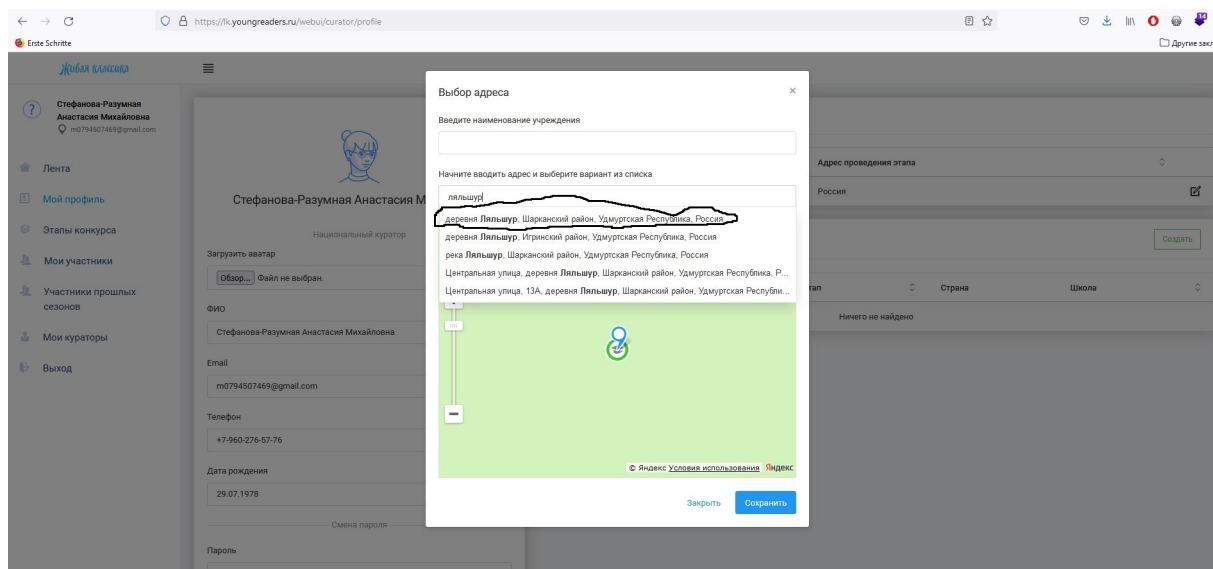 https://lk.youngreaders.ru/webui/curator/profile
14
Erste Schritte
Другие закл
Живая классика
Стефанова-Разумная
Анастасия Михайловна
m0794507469@gmail.com
Лента
Мой профиль
Этапы конкурса
Мои участники
Участники прошлых
сезонов
Мои кураторы
Выход
Стефанова-Разумная Анастасия М
Национальный куратор
Загрузить аватар
Обзор... Файл не выбран.
ФИО
Стефанова-Разумная Анастасия Михайловна
Email
m0794507469@gmail.com
Телефон
+7-960-276-57-76
Дата рождения
29.07.1978
Смена пароля
Пароль
Выбор адреса
×
Введите наименование учреждения
Начните вводить адрес и выберите вариант из списка
ляльшур
деревня Ляльшур, Шарканский район, Удмуртская Республика, Россия
деревня Ляльшур, Игринский район, Удмуртская Республика, Россия
река Ляльшур, Шарканский район, Удмуртская Республика, Россия
Центральная улица, деревня Ляльшур, Шарканский район, Удмуртская Республика, Р...
Центральная улица, 13А, деревня Ляльшур, Шарканский район, Удмуртская Республи...
© Яндекс Условия использования Яндекс
Закрыть Сохранить
Адрес проведения этапа
Россия
Создать
тап Страна Школа
Ничего не найдено